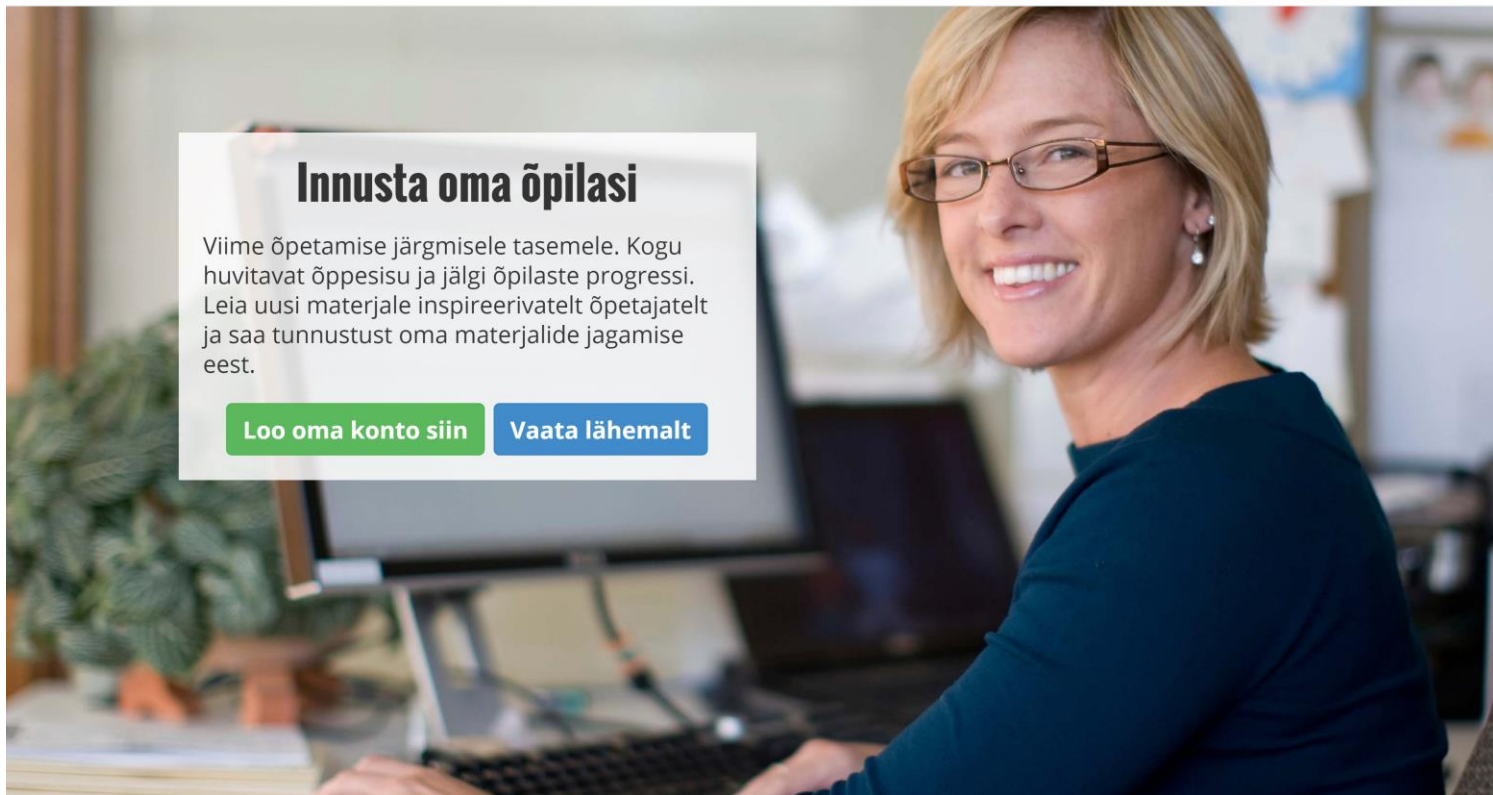 Innusta oma õpilasi
Viime õpetamise järgmisele tasemele. Kogu
huvitavat õppesisu ja jälgi õpilaste progressi.
Leia uusi materjale inspireerivatelt õpetajatelt
ja saa tunnustust oma materjalide jagamise
eest.
Loo oma konto siin Vaata lähemalt